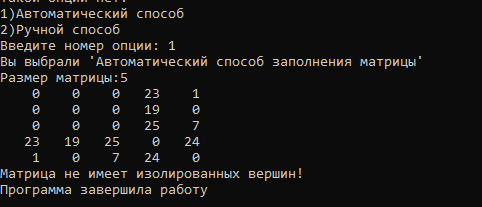 Такой опции нет.
1)Автоматический способ
2)Ручной способ
Введите номер опции: 1
Вы выбрали 'Автоматический способ заполнения матрицы'
Размер матрицы:5
0 0 0 23 1
0 0 0 19 0
0 0 0 25 7
23 19 25 0 24
1 0 7 24 0
Матрица не имеет изолированных вершин!
Программа завершила работу